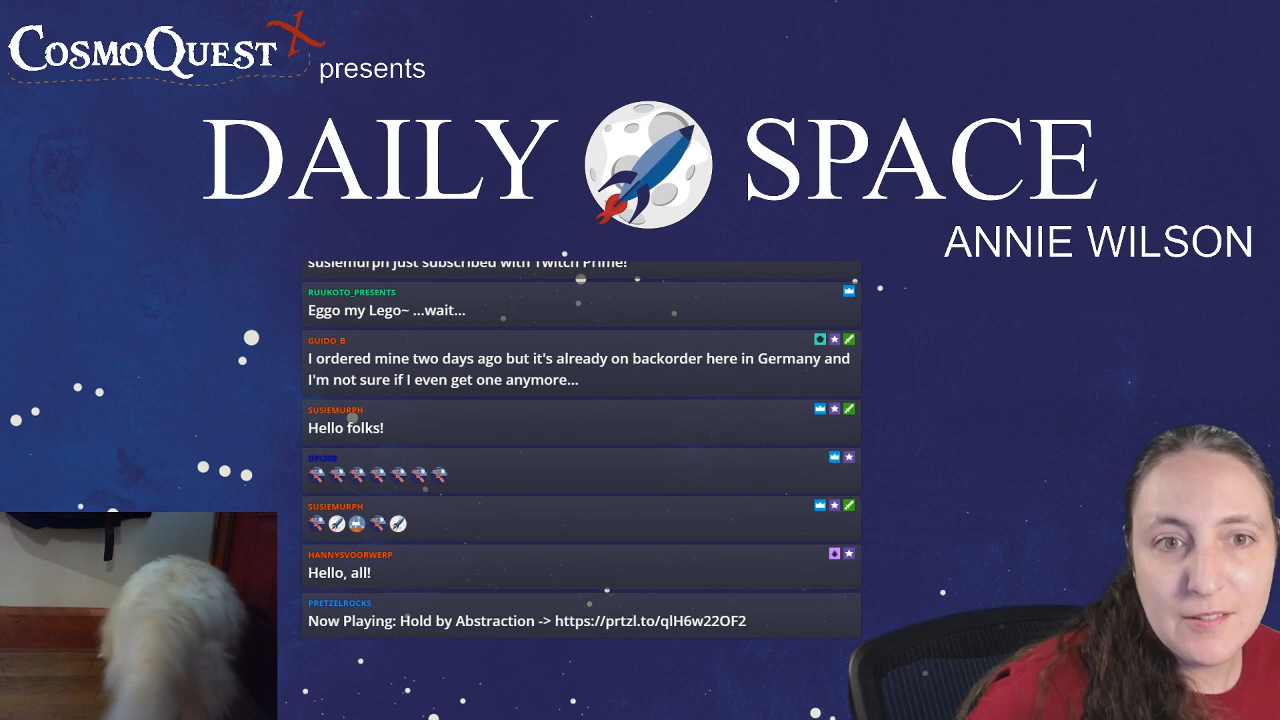 COSMOQUEST X
presents
DAILY SPACE
ANNIE WILSON
susiemurph just subscribed with Twitch Prime!
RUUKOTO_PRESENTS
Eggo my Lego~ ...wait...
GUIDO_B
I ordered mine two days ago but it's already on backorder here in Germany and
I'm not sure if I even get one anymore...
SUSIEMURPH
Hello folks!
SUSIEMURPH
HANNYSVOORWERP
Hello, all!
PRETZELROCKS
Now Playing: Hold by Abstraction -> https://prtzl.to/qlH6w22OF2